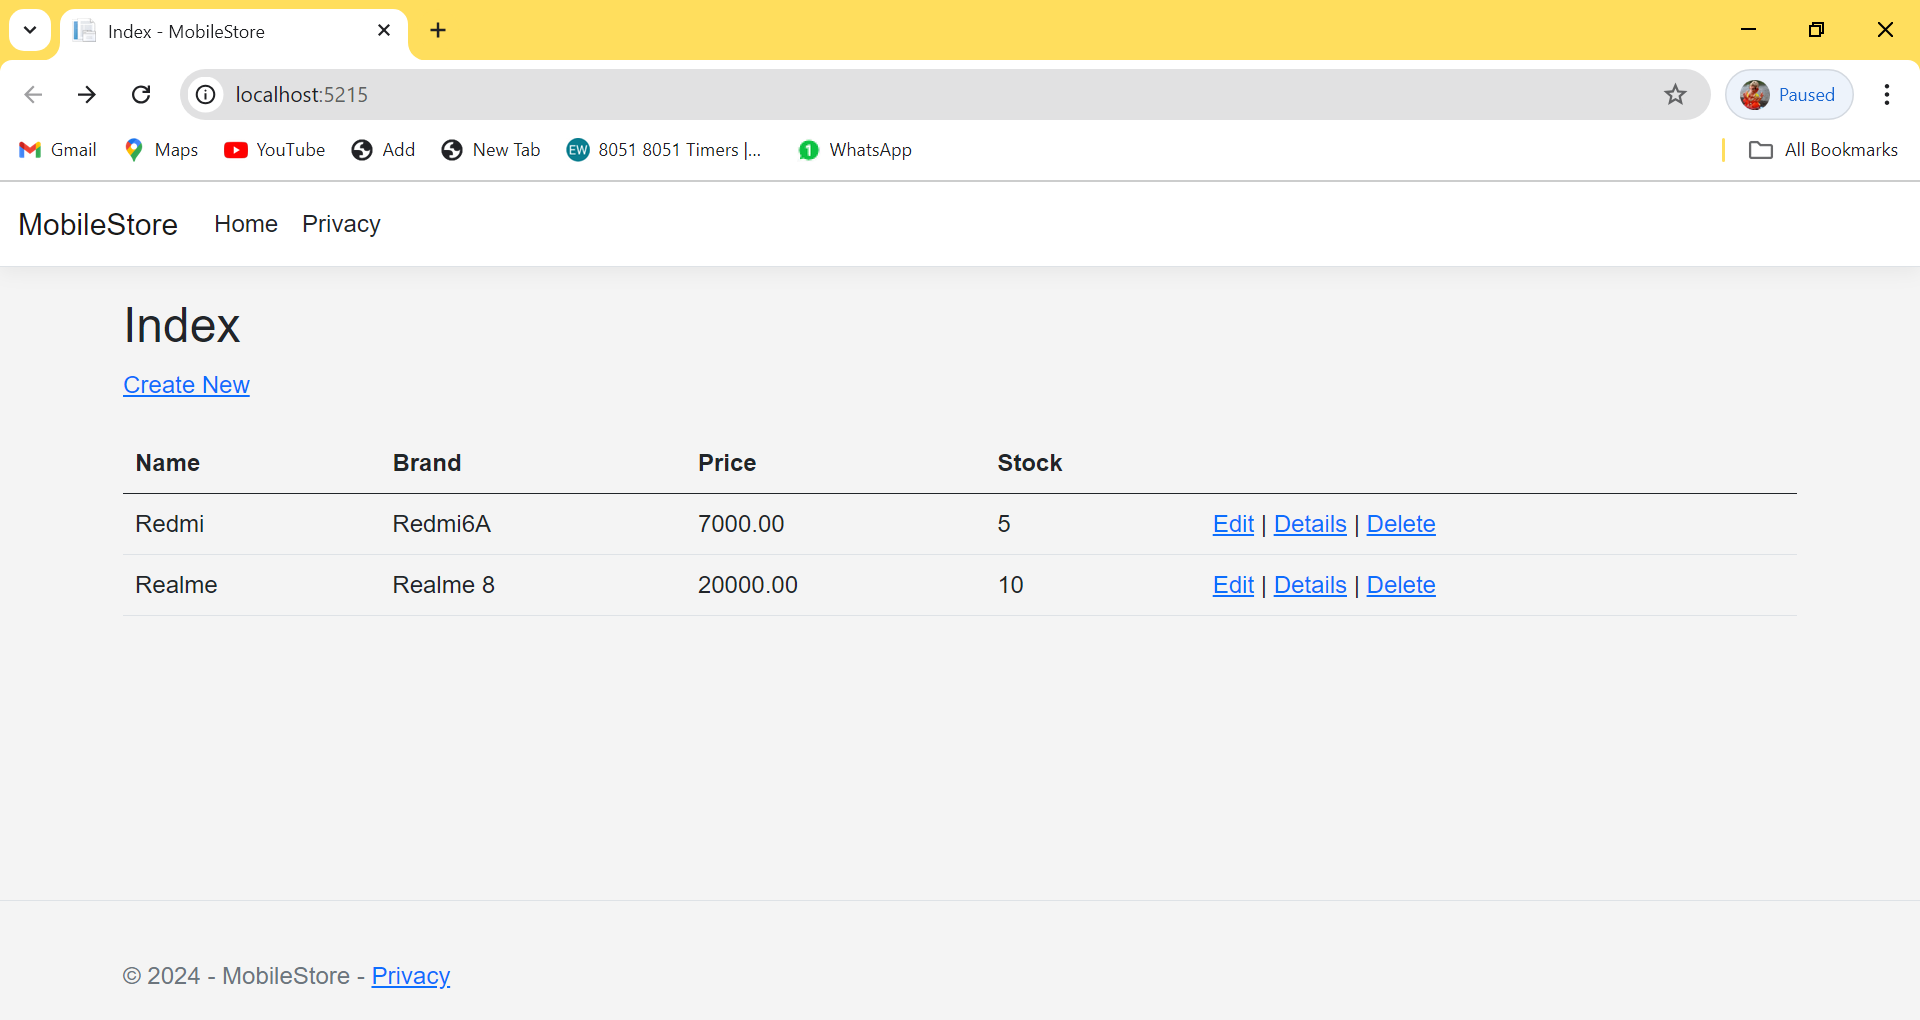 Index - MobileStore
localhost:5215
Paused
Gmail Maps YouTube Add New Tab EW 8051 8051 Timers |... 1 WhatsApp All Bookmarks
MobileStore Home Privacy
Index
Create New
Name Brand Price Stock
Redmi Redmi6A 7000.00 5 Edit | Details | Delete
Realme Realme 8 20000.00 10 Edit | Details | Delete
© 2024 - MobileStore - Privacy